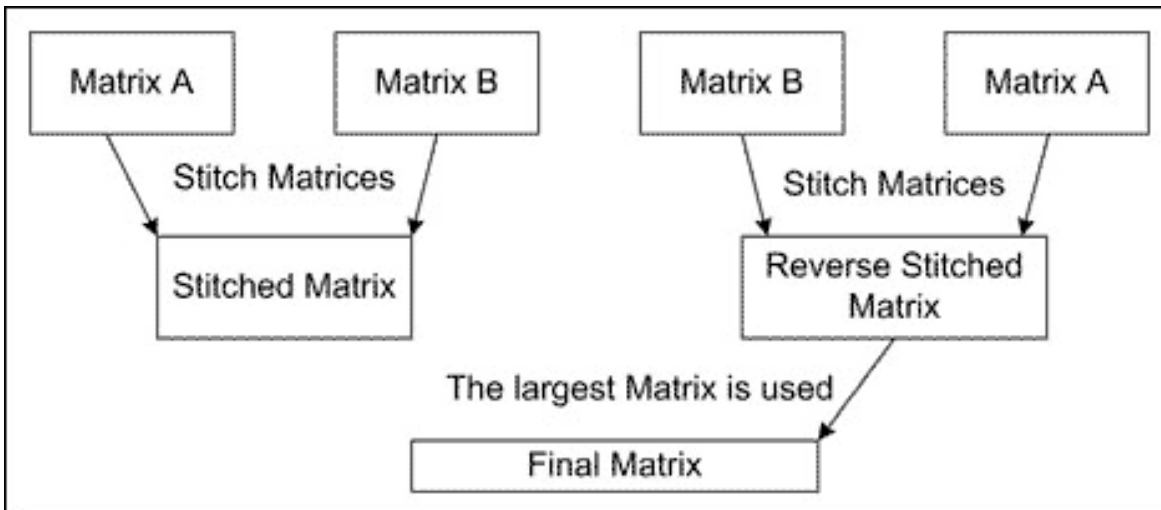 Matrix A
Matrix B
Matrix B
Matrix A
Stitch Matrices
Stitch Matrices
Stitched Matrix
Reverse Stitched
Matrix
The largest Matrix is used
Final Matrix